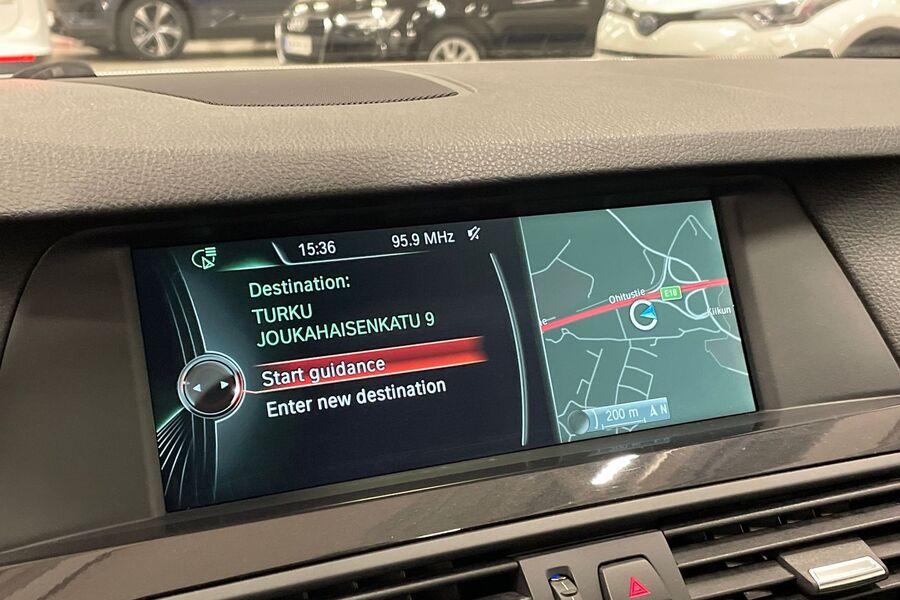 15:36
95.9 MHz
Destination:
TURKU
JOUKAHAISENKATU 9
Start guidance
Enter new destination
Ohitustie
E18
200 m
N